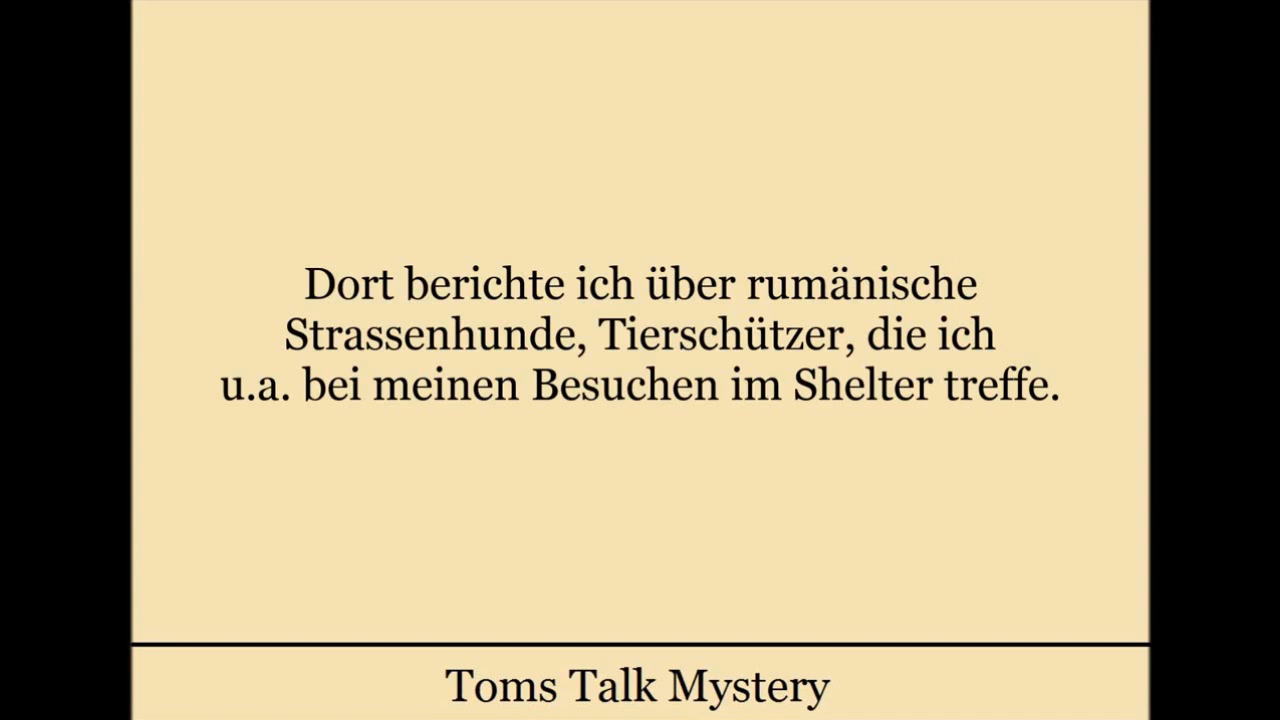 Dort berichte ich über rumänische
Strassenhunde, Tierschützer, die ich
u.a. bei meinen Besuchen im Shelter treffe.
Toms Talk Mystery